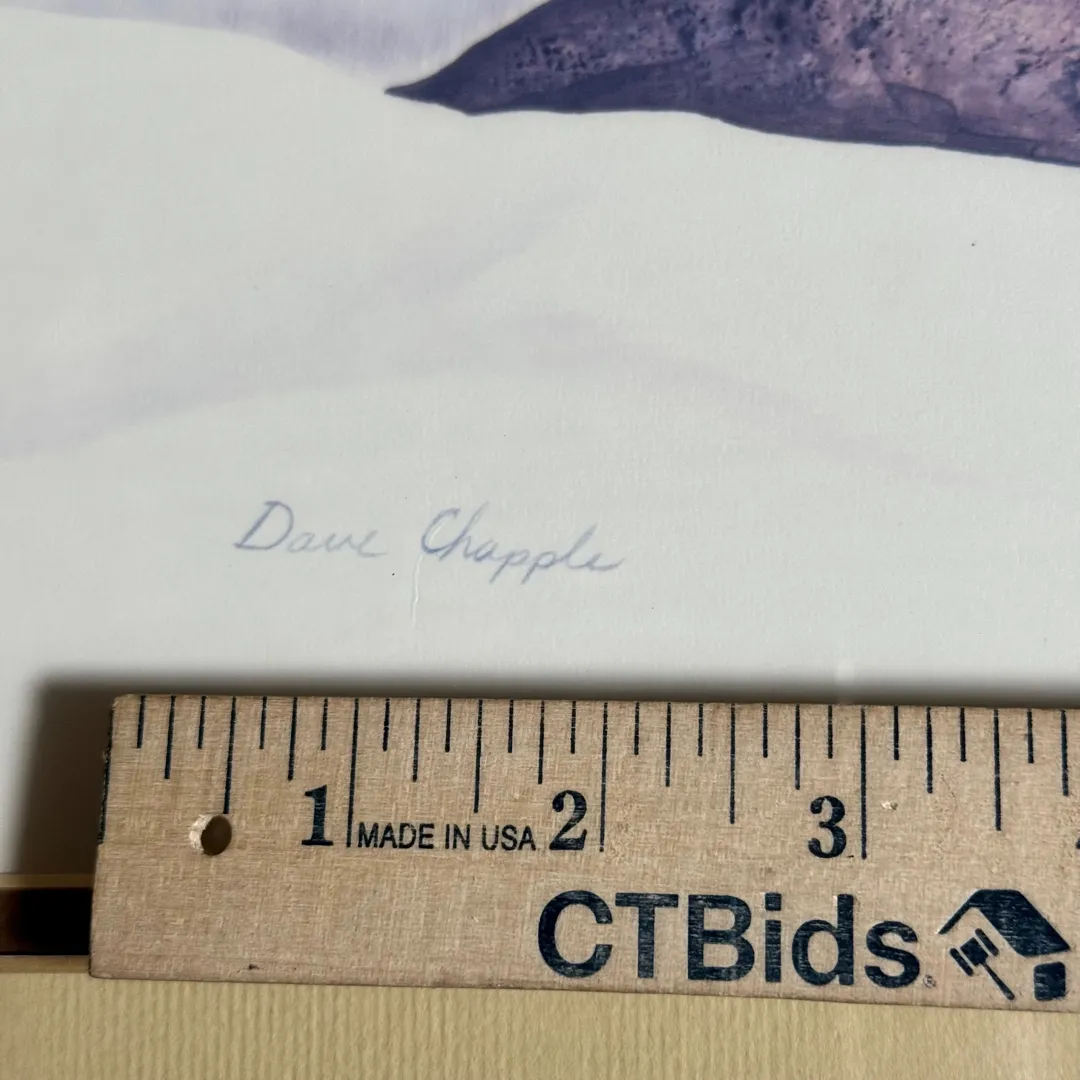 Dave Chapple
1 MADE IN USA 2 3
CTBids®